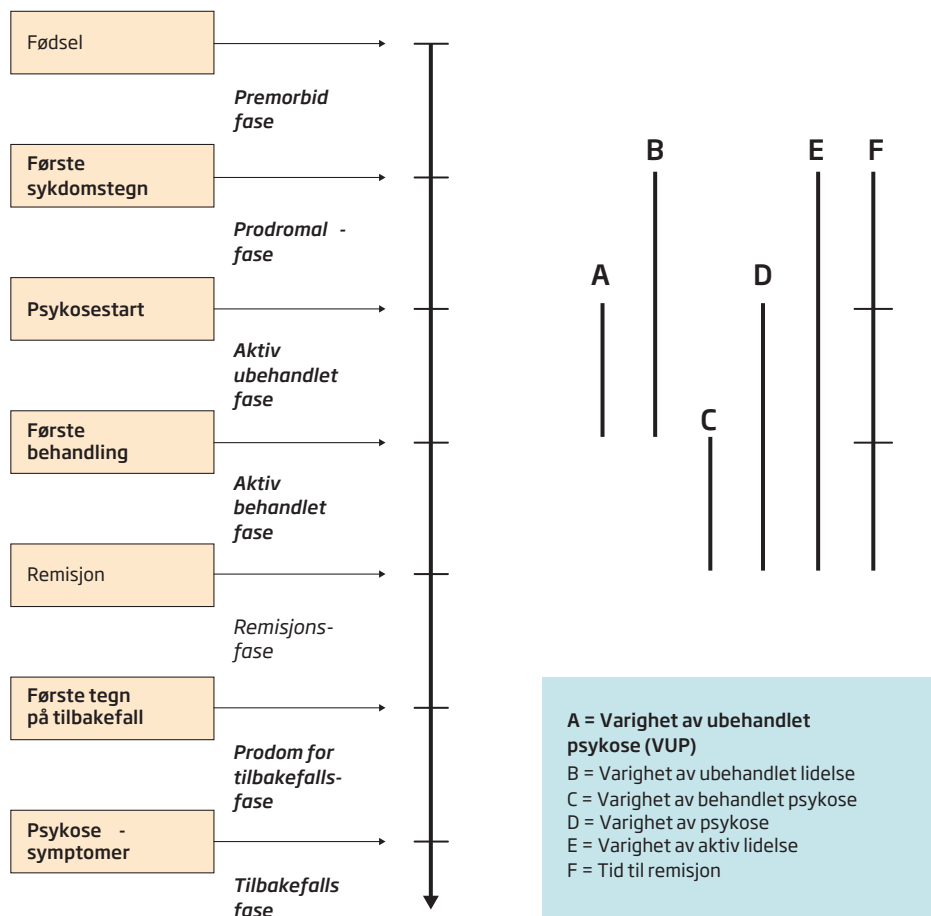 Fødsel
Premorbid
fase
Første
sykdomstegn
Prodromal -
fase
Psykosestart
Aktiv
ubehandlet
fase
Første
behandling
Aktiv
behandlet
fase
Remisjon
Remisjons-
fase
Første tegn
på tilbakefall
Prodom for
tilbakefalls-
fase
Psykose -
symptomer
Tilbakefalls
fase
A
B
C
D
E
F
A = Varighet av ubehandlet
psykose (VUP)
B = Varighet av ubehandlet lidelse
C = Varighet av behandlet psykose
D = Varighet av psykose
E = Varighet av aktiv lidelse
F = Tid til remisjon